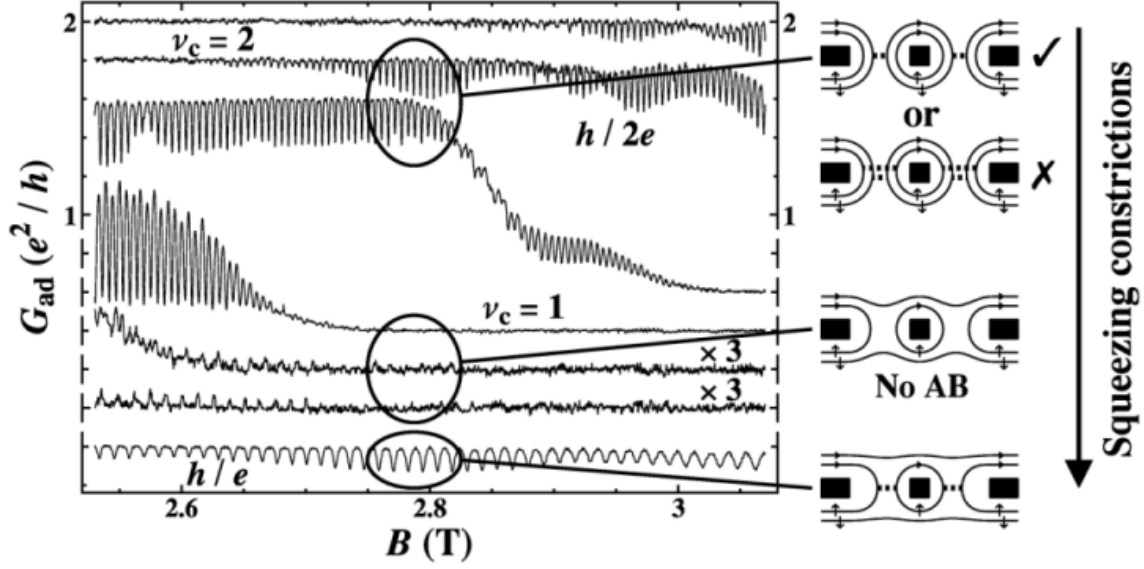 2
ν_c = 2
2
✓
or
h / 2e
✗
1
1
G_ad (e² / h)
ν_c = 1
× 3
× 3
No AB
h / e
2.6
2.8
3
B (T)
Squeezing constrictions